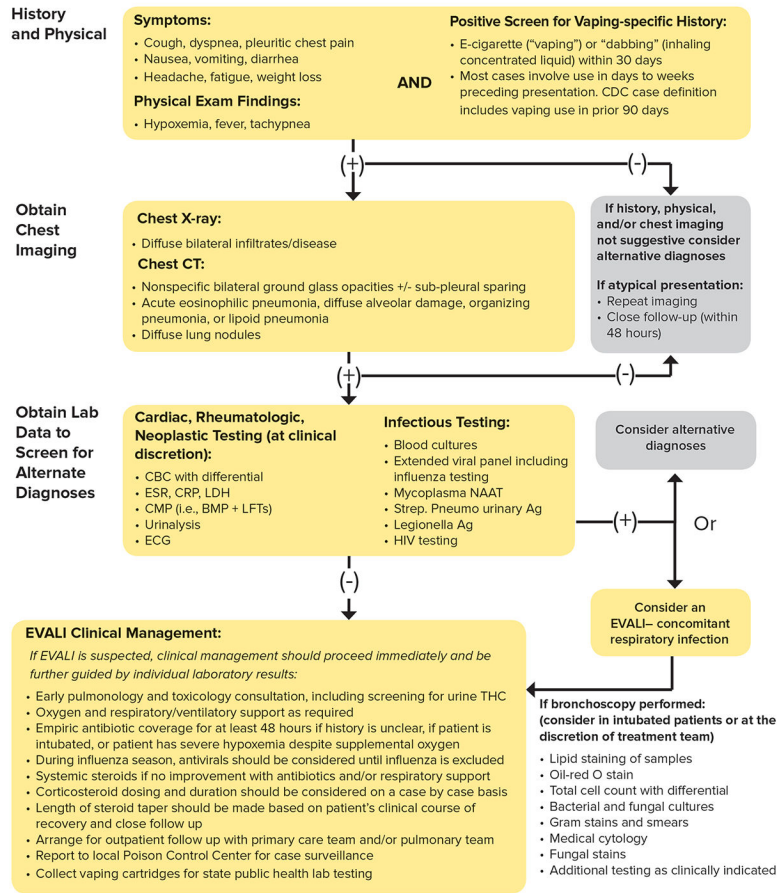 History
and Physical
Symptoms:
• Cough, dyspnea, pleuritic chest pain
• Nausea, vomiting, diarrhea
• Headache, fatigue, weight loss
Physical Exam Findings:
• Hypoxemia, fever, tachypnea
AND
Positive Screen for Vaping-specific History:
• E-cigarette (“vaping”) or “dabbing” (inhaling
concentrated liquid) within 30 days
• Most cases involve use in days to weeks
preceding presentation. CDC case definition
includes vaping use in prior 90 days
(+)
(-)
Obtain
Chest
Imaging
Chest X-ray:
• Diffuse bilateral infiltrates/disease
Chest CT:
• Nonspecific bilateral ground glass opacities +/- sub-pleural sparing
• Acute eosinophilic pneumonia, diffuse alveolar damage, organizing
pneumonia, or lipoid pneumonia
• Diffuse lung nodules
If history, physical,
and/or chest imaging
not suggestive consider
alternative diagnoses
If atypical presentation:
• Repeat imaging
• Close follow-up (within
48 hours)
(+)
(-)
Obtain Lab
Data to
Screen for
Alternate
Diagnoses
Cardiac, Rheumatologic,
Neoplastic Testing (at clinical
discretion):
• CBC with differential
• ESR, CRP, LDH
• CMP (i.e., BMP + LFTs)
• Urinalysis
• ECG
Infectious Testing:
• Blood cultures
• Extended viral panel including
influenza testing
• Mycoplasma NAAT
• Strep. Pneumo urinary Ag
• Legionella Ag
• HIV testing
Consider alternative
diagnoses
(+)
Or
(-)
Consider an
EVALI– concomitant
respiratory infection
EVALI Clinical Management:
If EVALI is suspected, clinical management should proceed immediately and be
further guided by individual laboratory results:
• Early pulmonology and toxicology consultation, including screening for urine THC
• Oxygen and respiratory/ventilatory support as required
• Empiric antibiotic coverage for at least 48 hours if history is unclear, if patient is
intubated, or patient has severe hypoxemia despite supplemental oxygen
• During influenza season, antivirals should be considered until influenza is excluded
• Systemic steroids if no improvement with antibiotics and/or respiratory support
• Corticosteroid dosing and duration should be considered on a case by case basis
• Length of steroid taper should be made based on patient’s clinical course of
recovery and close follow up
• Arrange for outpatient follow up with primary care team and/or pulmonary team
• Report to local Poison Control Center for case surveillance
• Collect vaping cartridges for state public health lab testing
If bronchoscopy performed:
(consider in intubated patients or at the
discretion of treatment team)
• Lipid staining of samples
• Oil-red O stain
• Total cell count with differential
• Bacterial and fungal cultures
• Gram stains and smears
• Medical cytology
• Fungal stains
• Additional testing as clinically indicated